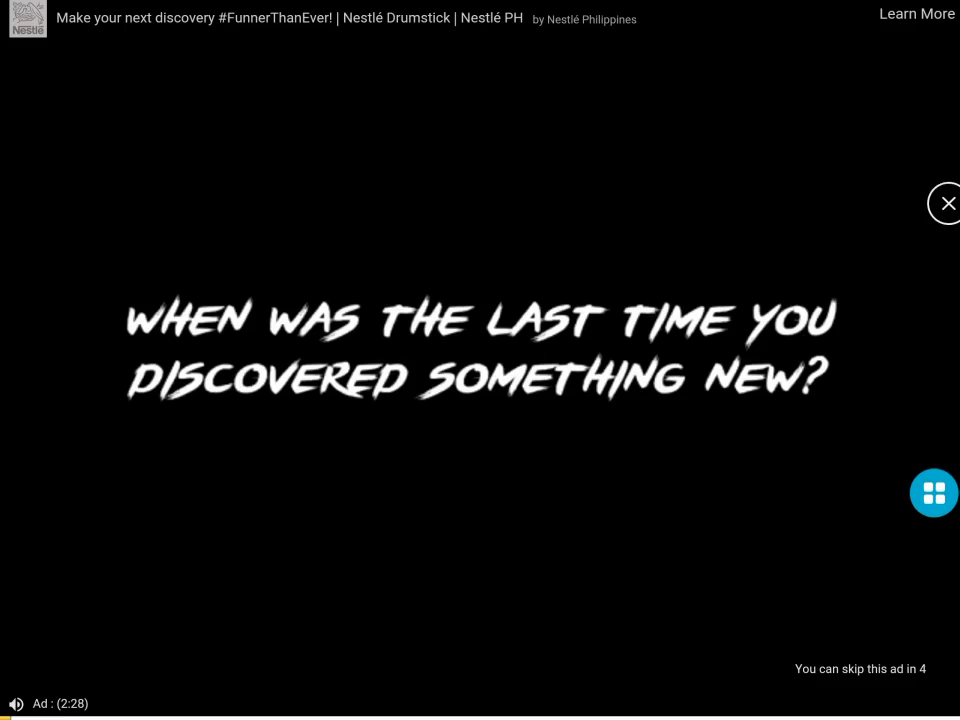 Nestlé
Make your next discovery #FunnerThanEver! | Nestlé Drumstick | Nestlé PH by Nestlé Philippines
Learn More
WHEN WAS THE LAST TIME YOU
DISCOVERED SOMETHING NEW?
You can skip this ad in 4
Ad : (2:28)